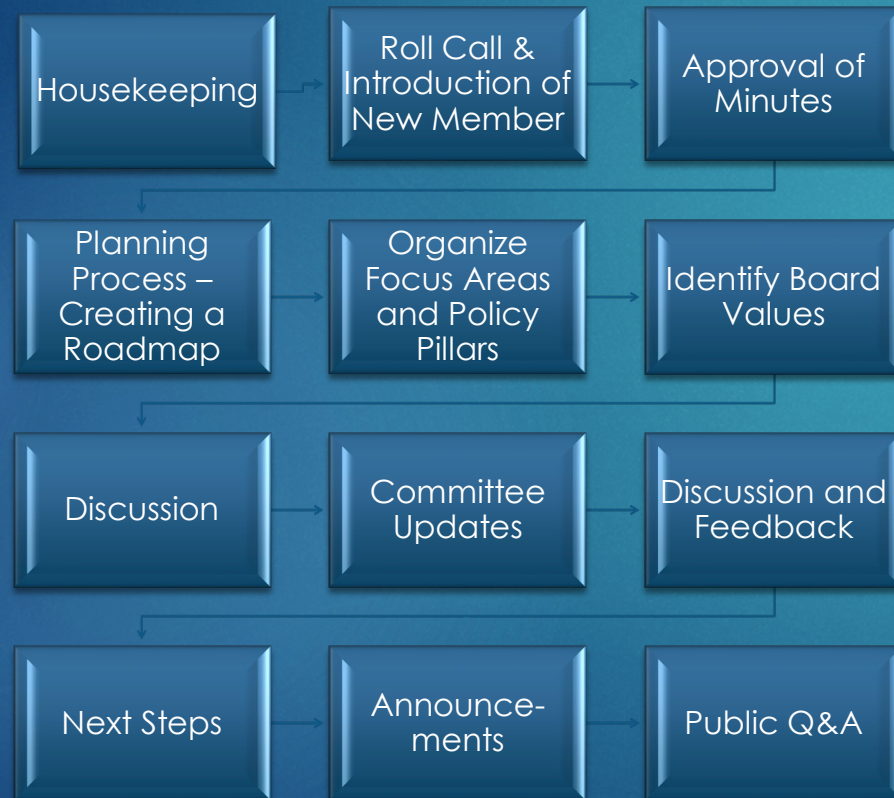 Housekeeping
Roll Call &
Introduction of
New Member
Approval of
Minutes
Planning
Process –
Creating a
Roadmap
Organize
Focus Areas
and Policy
Pillars
Identify Board
Values
Discussion
Committee
Updates
Discussion and
Feedback
Next Steps
Announce-
ments
Public Q&A